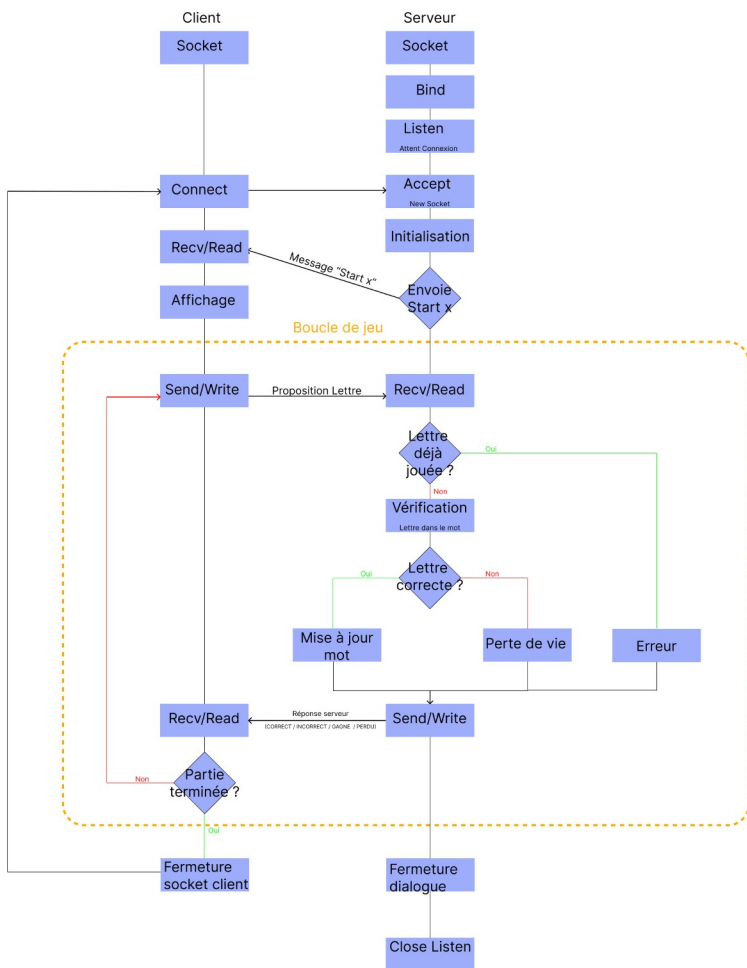 Client
Serveur
Socket
Socket
Bind
Listen
Attent Connexion
Connect
Accept
New Socket
Initialisation
Recv/Read
Message "Start x"
Envoie
Start x
Affichage
Boucle de jeu
Send/Write
Proposition Lettre
Recv/Read
Lettre
déjà
jouée ?
Oui
Non
Vérification
Lettre dans le mot
Lettre
correcte ?
Oui
Non
Mise à jour
mot
Perte de vie
Erreur
Recv/Read
Réponse serveur
(CORRECT / INCORRECT / GAGNE / PERDU)
Send/Write
Partie
terminée ?
Non
Oui
Fermeture
socket client
Fermeture
dialogue
Close Listen